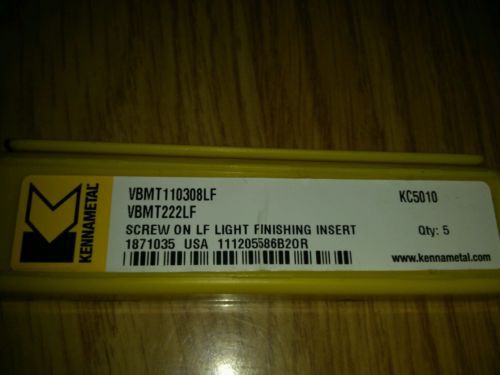 KENNAMETAL
VBMT110308LF
KC5010
VBMT222LF
SCREW ON LF LIGHT FINISHING INSERT
Qty: 5
1871035 USA 111205586B20R
www.kennametal.com